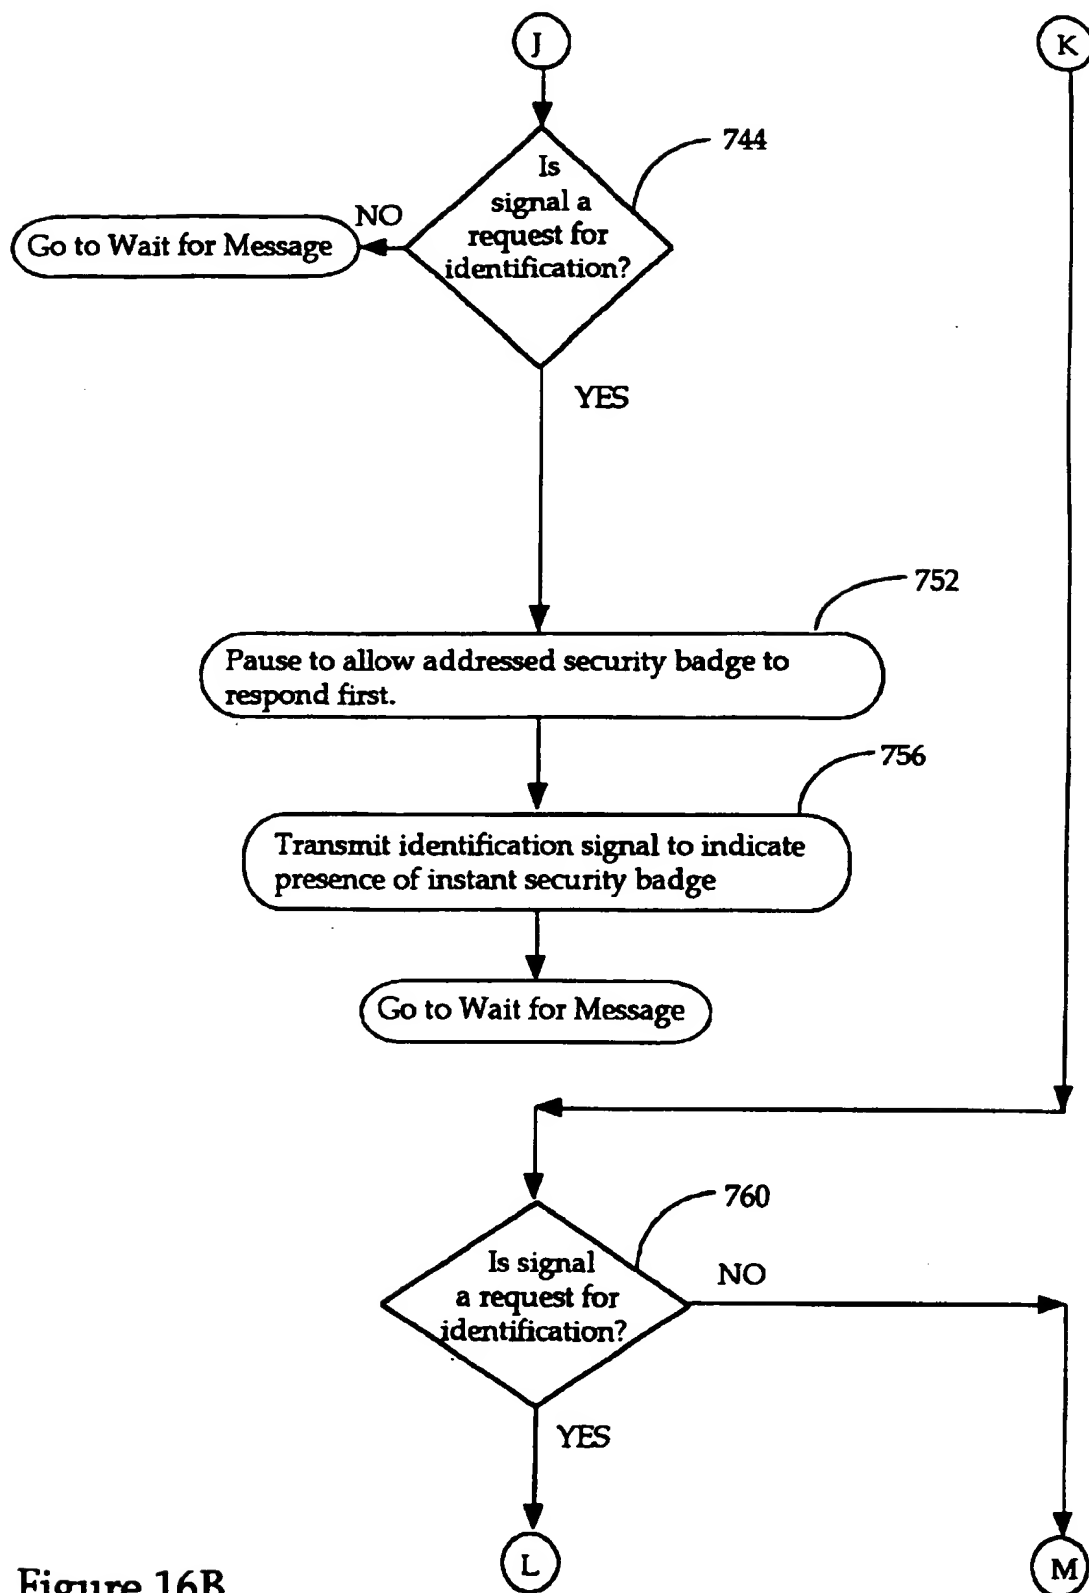 J
K
744
Is
signal a
request for
identification?
NO
Go to Wait for Message
YES
752
Pause to allow addressed security badge to
respond first.
756
Transmit identification signal to indicate
presence of instant security badge
Go to Wait for Message
760
Is signal
a request for
identification?
NO
YES
L
M
Figure 16B